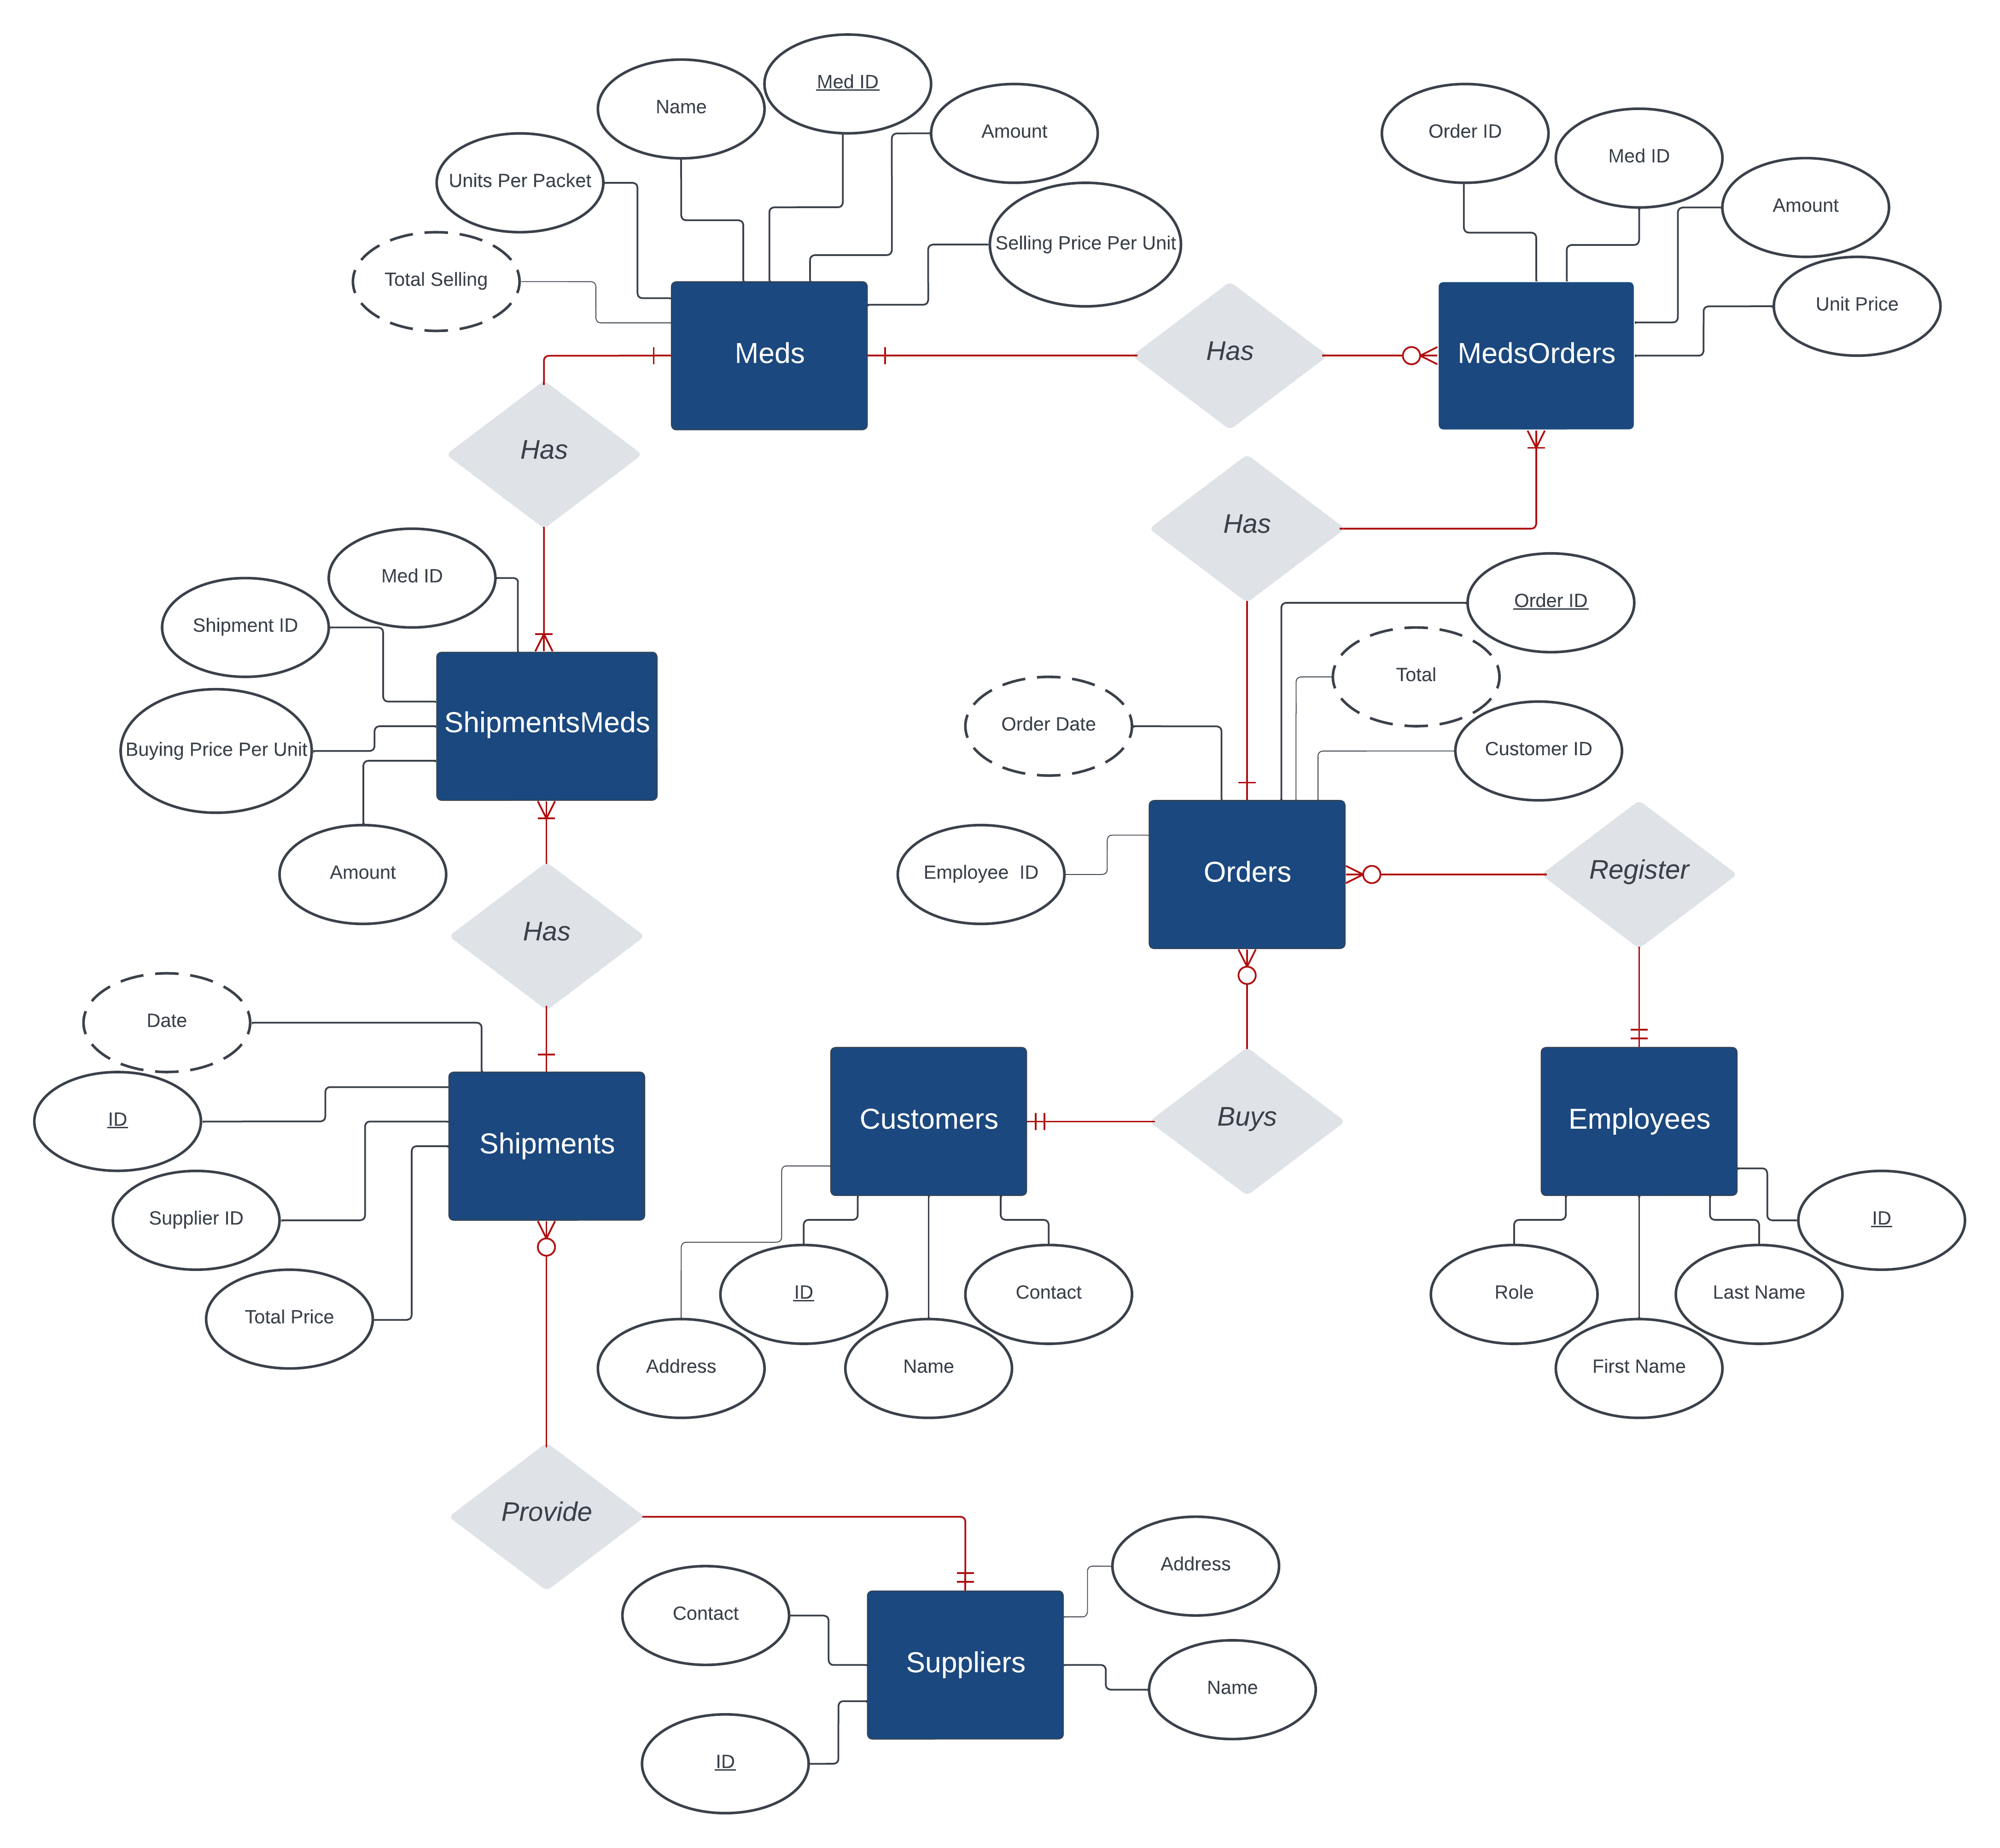 Med ID
Name
Amount
Order ID
Med ID
Units Per Packet
Amount
Selling Price Per Unit
Total Selling
Unit Price
Meds
Has
MedsOrders
Has
Has
Med ID
Order ID
Shipment ID
Total
ShipmentsMeds
Order Date
Customer ID
Buying Price Per Unit
Amount
Employee  ID
Orders
Register
Has
Date
ID
Customers
Buys
Employees
Shipments
Supplier ID
ID
Total Price
ID
Contact
Role
Last Name
Address
Name
First Name
Provide
Address
Contact
Suppliers
Name
ID